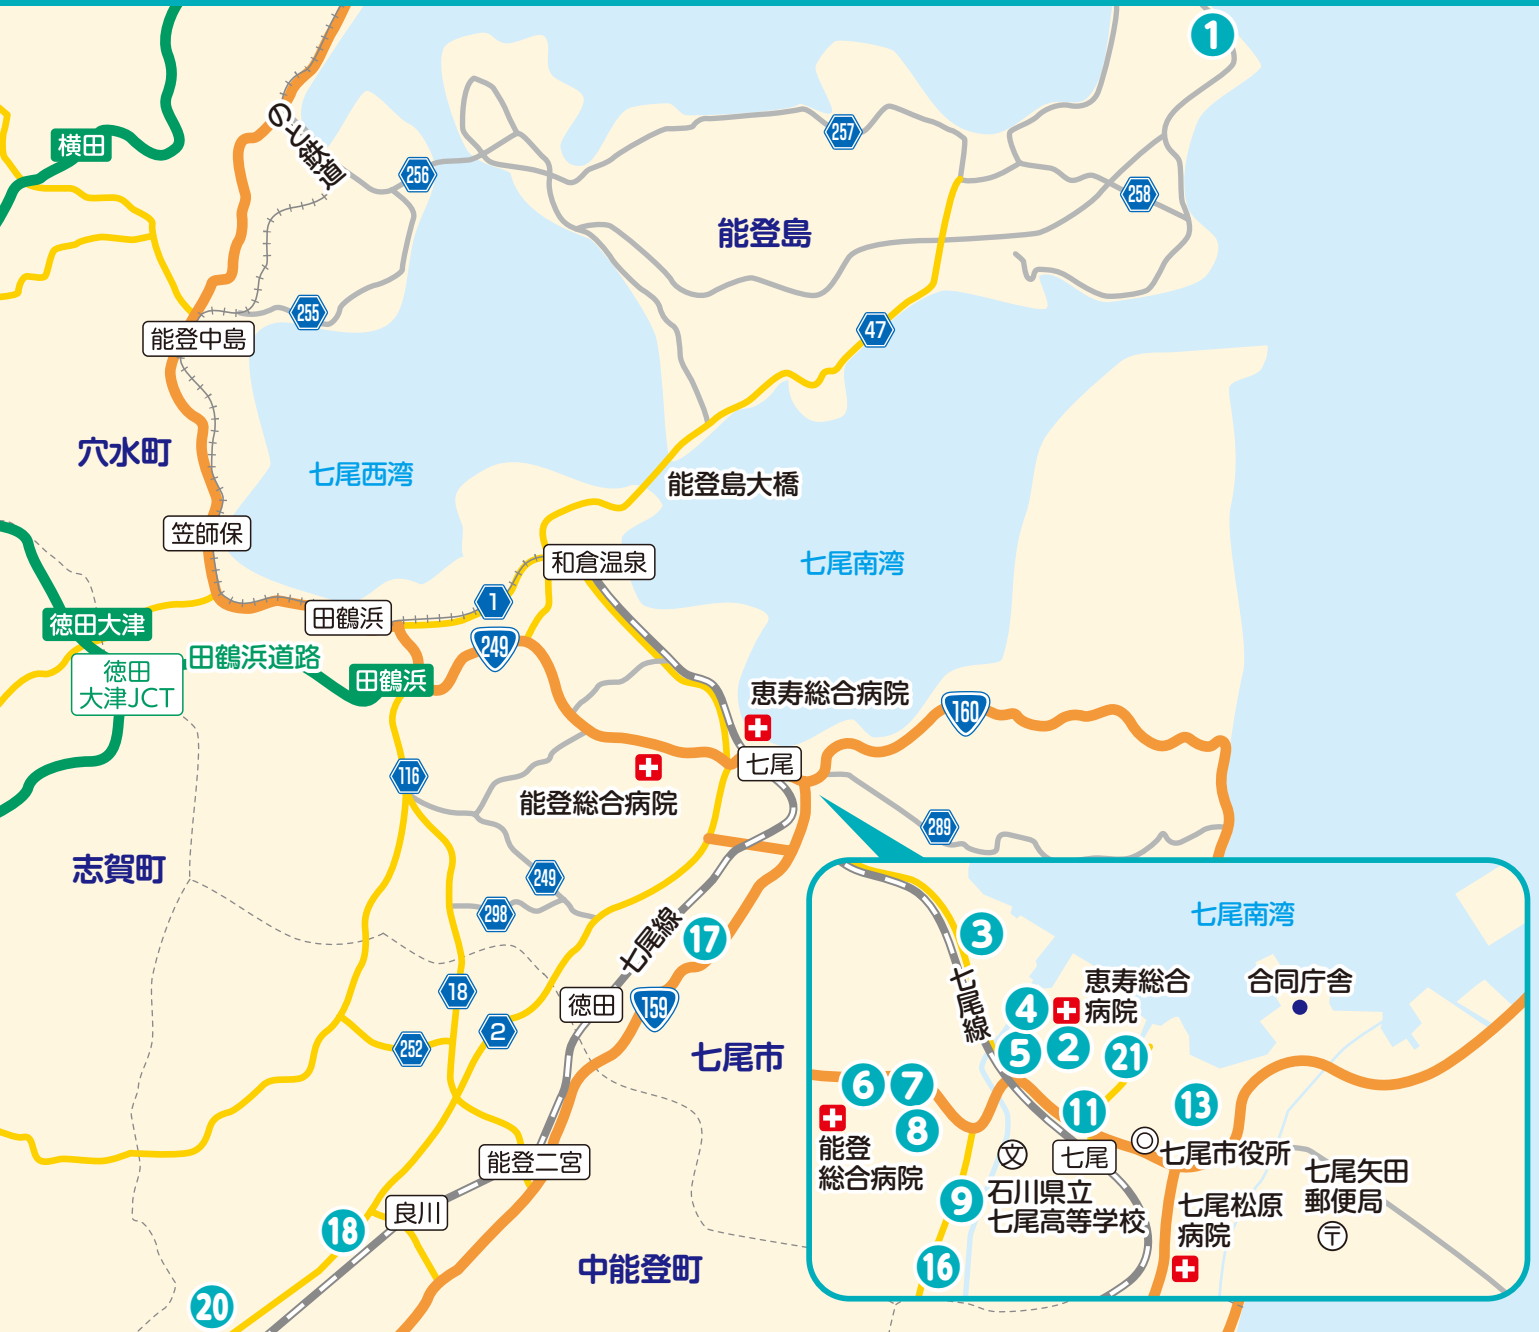 1
横田
のと鉄道
257
256
258
能登島
255
47
能登中島
穴水町
七尾西湾
能登島大橋
笠師保
和倉温泉
七尾南湾
1
田鶴浜
徳田大津
249
田鶴浜道路
徳田
大津JCT
田鶴浜
恵寿総合病院
160
七尾
116
能登総合病院
289
志賀町
249
298
七尾線
17
18
徳田
159
2
252
七尾市
能登二宮
良川
18
中能登町
20
七尾南湾
3
七尾線
恵寿総合
病院
合同庁舎
4
5
2
21
6
7
11
13
8
能登
総合病院
文
七尾
七尾市役所
9
石川県立
七尾高等学校
七尾矢田
郵便局
〒
七尾松原
病院
16